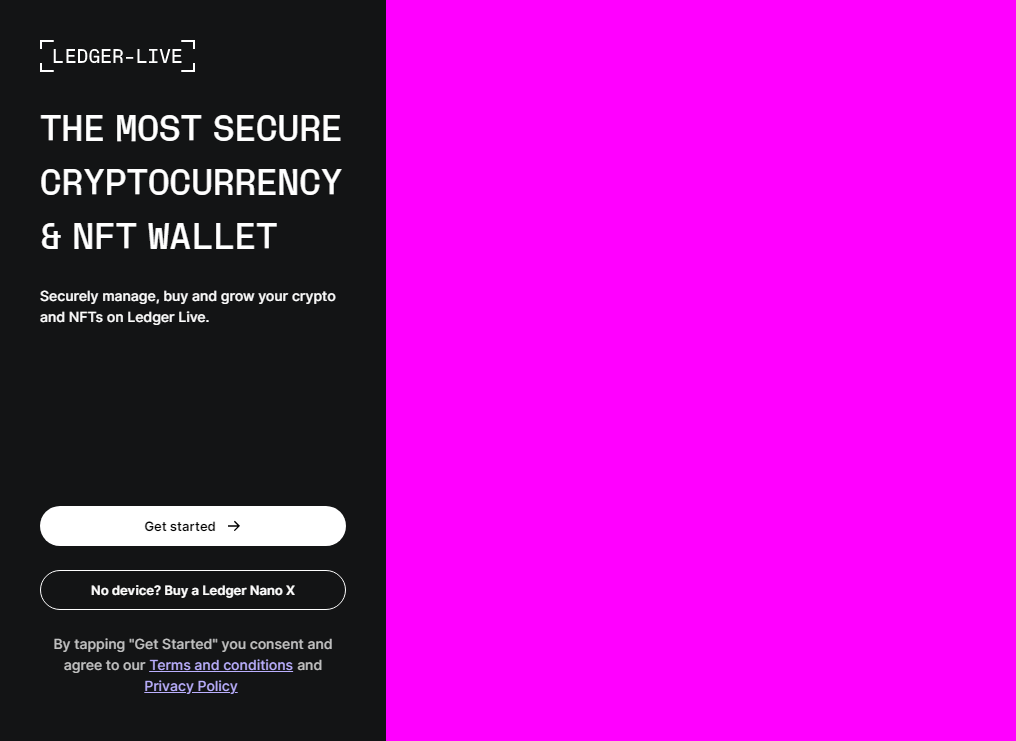 LEDGER-LIVE
THE MOST SECURE
CRYPTOCURRENCY
& NFT WALLET
Securely manage, buy and grow your crypto
and NFTs on Ledger Live.
Get started
No device? Buy a Ledger Nano X
By tapping "Get Started" you consent and
agree to our Terms and conditions and
Privacy Policy